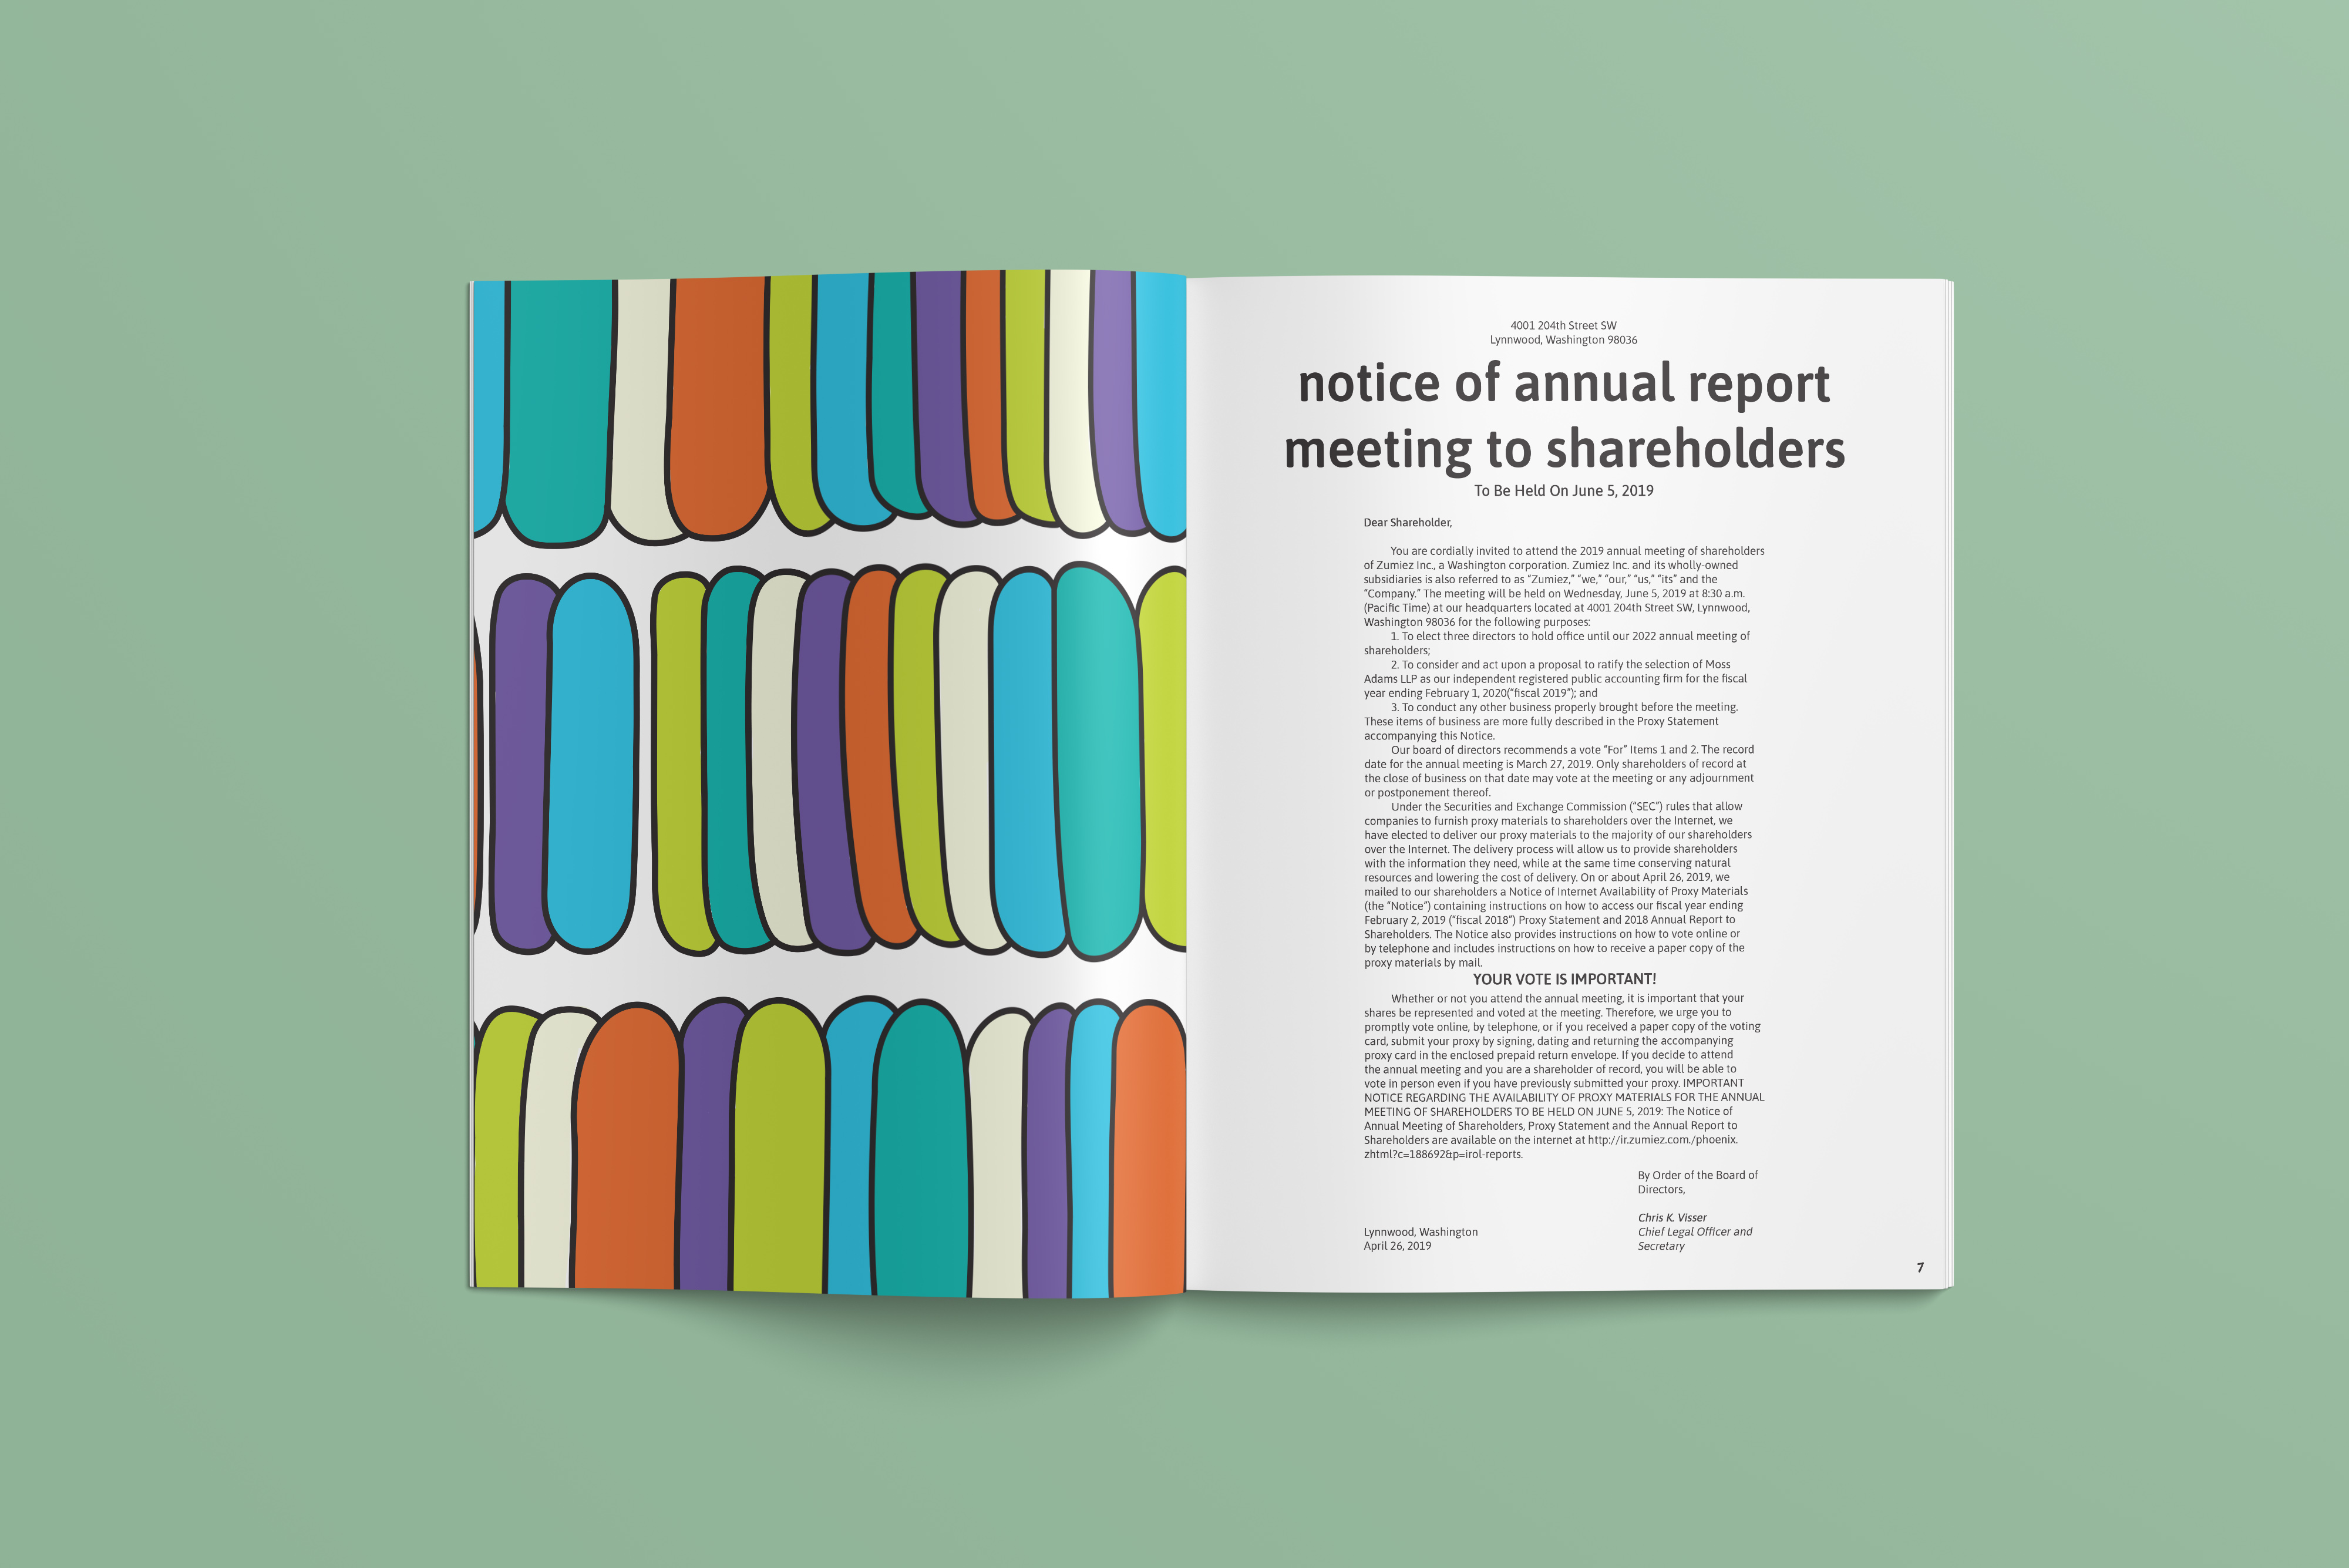 4001 204th Street SW
Lynnwood, Washington 98036
notice of annual report
meeting to shareholders
To Be Held On June 5, 2019
Dear Shareholder,
You are cordially invited to attend the 2019 annual meeting of shareholders
of Zumiez Inc., a Washington corporation. Zumiez Inc. and its wholly-owned
subsidiaries is also referred to as “Zumiez,” “we,” “our,” “us,” “its” and the
“Company.” The meeting will be held on Wednesday, June 5, 2019 at 8:30 a.m.
(Pacific Time) at our headquarters located at 4001 204th Street SW, Lynnwood,
Washington 98036 for the following purposes:
1. To elect three directors to hold office until our 2022 annual meeting of
shareholders;
2. To consider and act upon a proposal to ratify the selection of Moss
Adams LLP as our independent registered public accounting firm for the fiscal
year ending February 1, 2020(“fiscal 2019”); and
3. To conduct any other business properly brought before the meeting.
These items of business are more fully described in the Proxy Statement
accompanying this Notice.
Our board of directors recommends a vote “For” Items 1 and 2. The record
date for the annual meeting is March 27, 2019. Only shareholders of record at
the close of business on that date may vote at the meeting or any adjournment
or postponement thereof.
Under the Securities and Exchange Commission (“SEC”) rules that allow
companies to furnish proxy materials to shareholders over the Internet, we
have elected to deliver our proxy materials to the majority of our shareholders
over the Internet. The delivery process will allow us to provide shareholders
with the information they need, while at the same time conserving natural
resources and lowering the cost of delivery. On or about April 26, 2019, we
mailed to our shareholders a Notice of Internet Availability of Proxy Materials
(the “Notice”) containing instructions on how to access our fiscal year ending
February 2, 2019 (“fiscal 2018”) Proxy Statement and 2018 Annual Report to
Shareholders. The Notice also provides instructions on how to vote online or
by telephone and includes instructions on how to receive a paper copy of the
proxy materials by mail.
YOUR VOTE IS IMPORTANT!
Whether or not you attend the annual meeting, it is important that your
shares be represented and voted at the meeting. Therefore, we urge you to
promptly vote online, by telephone, or if you received a paper copy of the voting
card, submit your proxy by signing, dating and returning the accompanying
proxy card in the enclosed prepaid return envelope. If you decide to attend
the annual meeting and you are a shareholder of record, you will be able to
vote in person even if you have previously submitted your proxy. IMPORTANT
NOTICE REGARDING THE AVAILABILITY OF PROXY MATERIALS FOR THE ANNUAL
MEETING OF SHAREHOLDERS TO BE HELD ON JUNE 5, 2019: The Notice of
Annual Meeting of Shareholders, Proxy Statement and the Annual Report to
Shareholders are available on the internet at http://ir.zumiez.com./phoenix.
zhtml?c=188692&p=irol-reports.
By Order of the Board of
Directors,
Chris K. Visser
Chief Legal Officer and
Secretary
Lynnwood, Washington
April 26, 2019
7